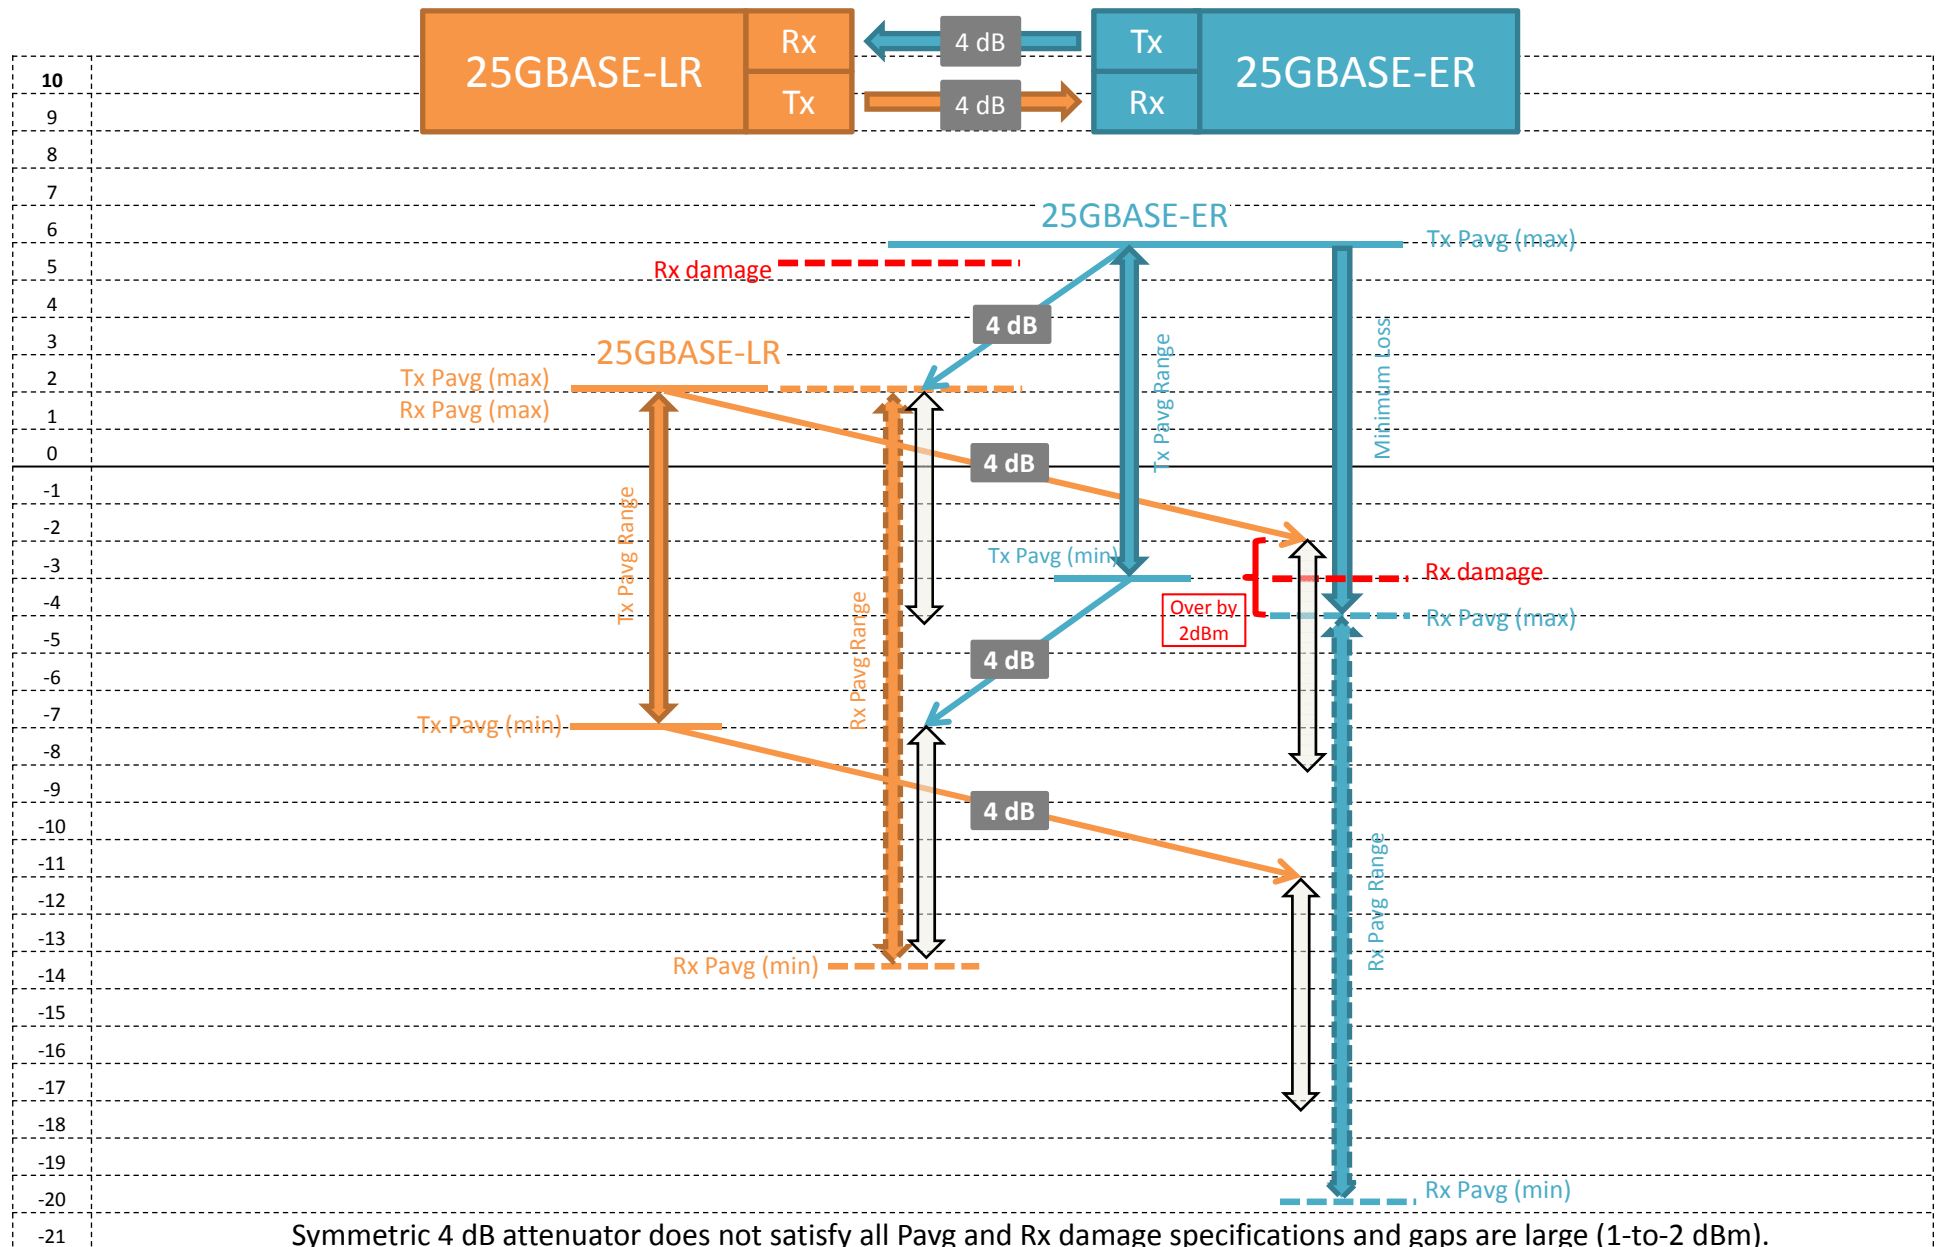 25GBASE-LR
Rx
Tx
4 dB
4 dB
Tx
Rx
25GBASE-ER
10
9
8
7
6
5
4
3
2
1
0
-1
-2
-3
-4
-5
-6
-7
-8
-9
-10
-11
-12
-13
-14
-15
-16
-17
-18
-19
-20
-21
25GBASE-ER
Tx Pavg (max)
Rx damage
4 dB
25GBASE-LR
Tx Pavg (max)
Rx Pavg (max)
Tx Pavg Range
Minimum Loss
4 dB
Tx Pavg Range
Tx Pavg (min)
Rx damage
Over by
2dBm
Rx Pavg (max)
Rx Pavg Range
4 dB
Tx Pavg (min)
4 dB
Rx Pavg Range
Rx Pavg (min)
Rx Pavg (min)
Symmetric 4 dB attenuator does not satisfy all Pavg and Rx damage specifications and gaps are large (1-to-2 dBm).